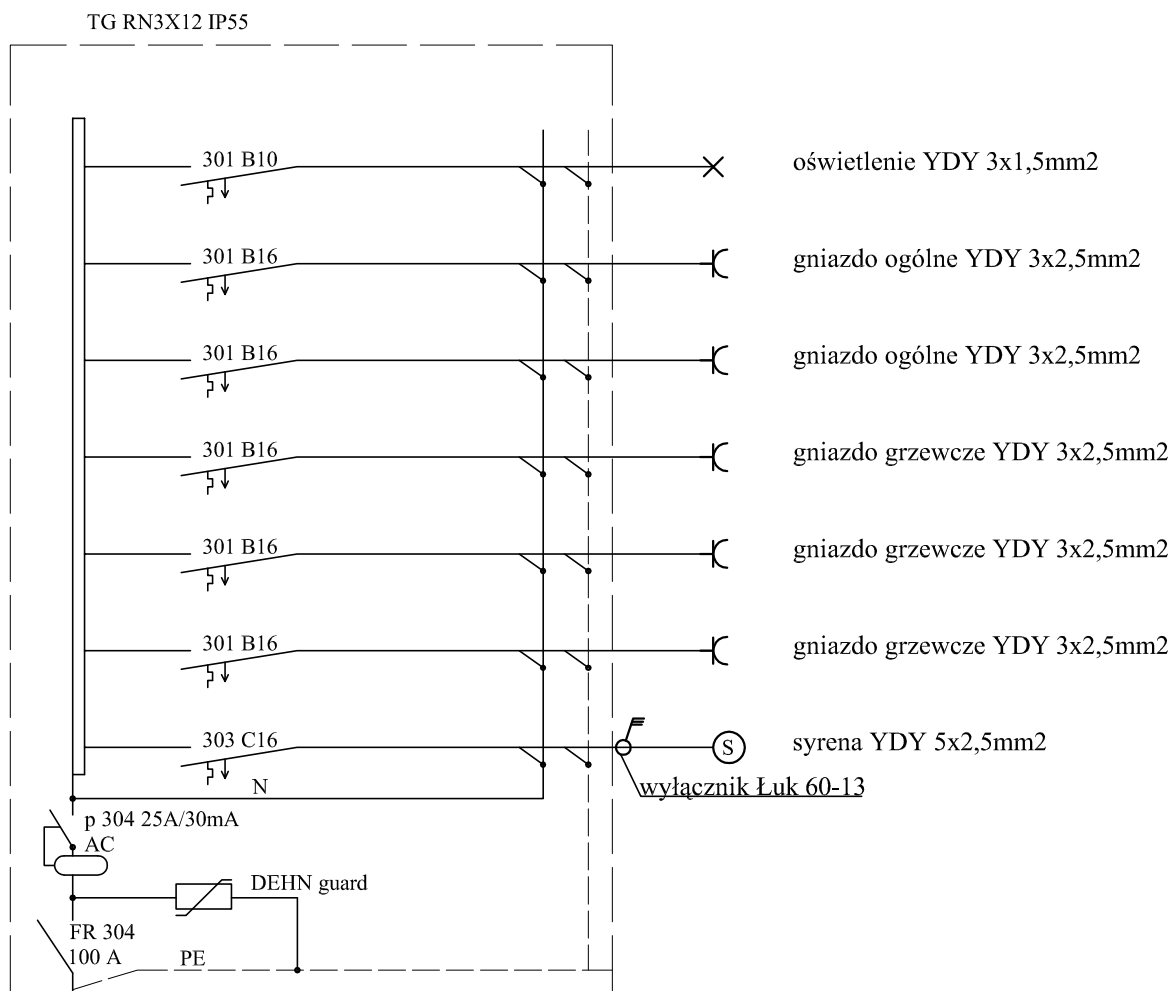 TG RN3X12 IP55
301 B10
oświetlenie YDY 3x1,5mm2
301 B16
gniazdo ogólne YDY 3x2,5mm2
301 B16
gniazdo ogólne YDY 3x2,5mm2
301 B16
gniazdo grzewcze YDY 3x2,5mm2
301 B16
gniazdo grzewcze YDY 3x2,5mm2
301 B16
gniazdo grzewcze YDY 3x2,5mm2
303 C16
S
syrena YDY 5x2,5mm2
N
wyłącznik Łuk 60-13
p 304 25A/30mA
AC
DEHN guard
FR 304
100 A
PE